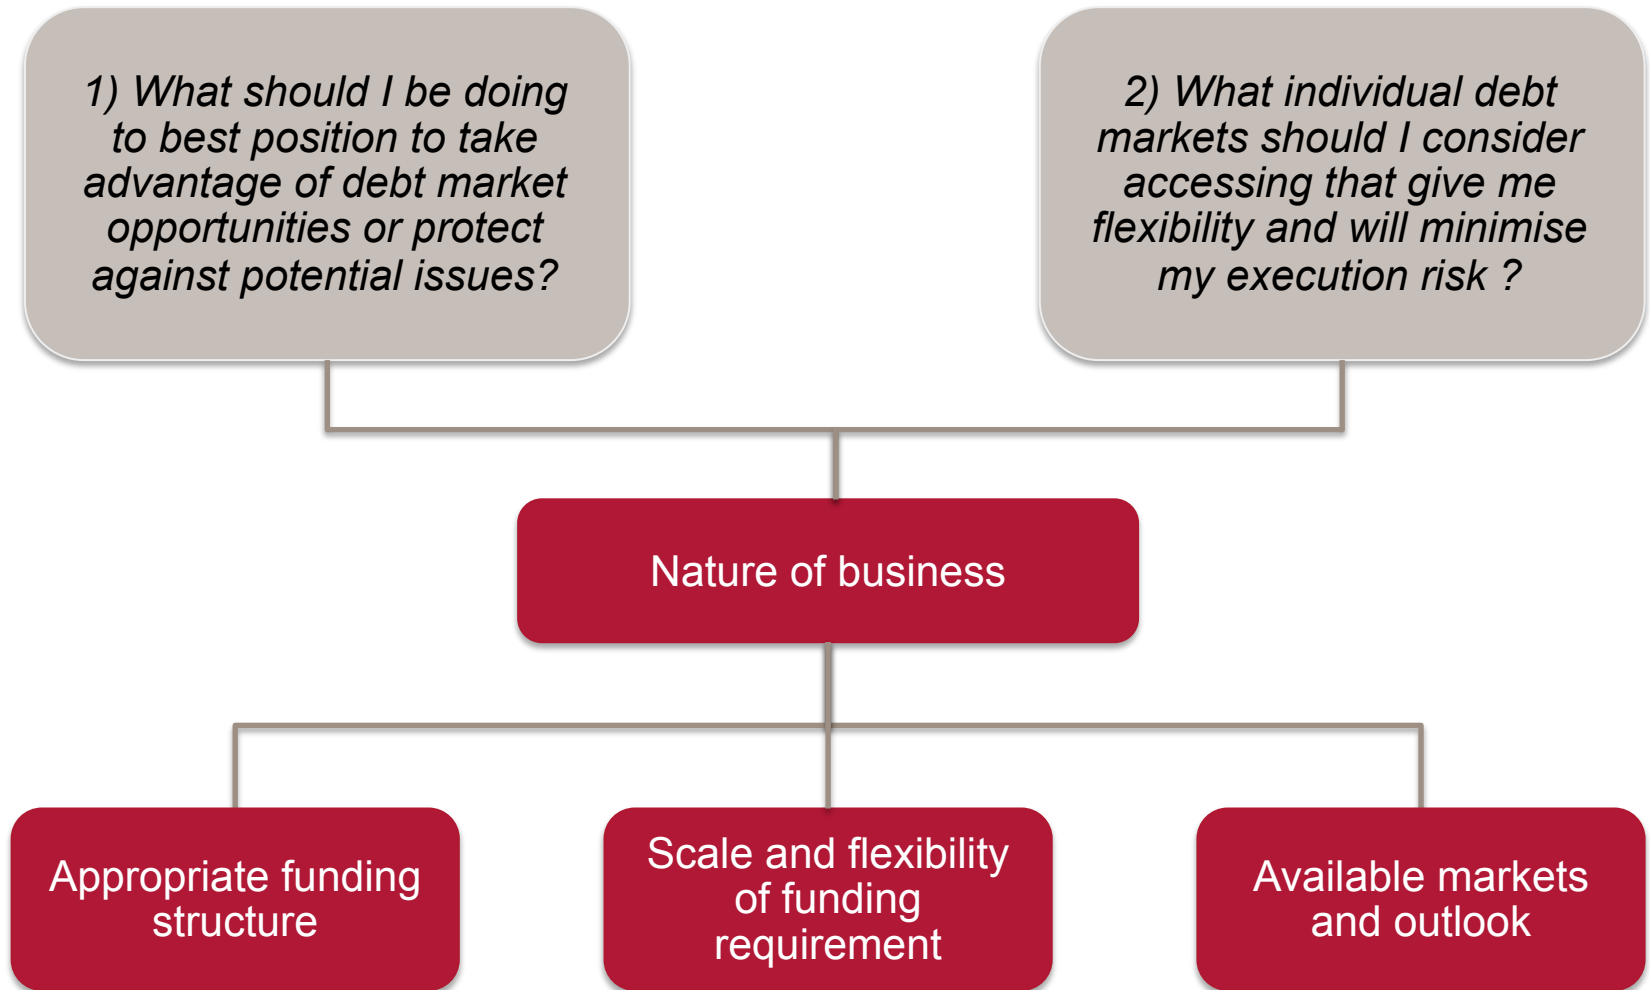 1) What should I be doing
to best position to take
advantage of debt market
opportunities or protect
against potential issues?
2) What individual debt
markets should I consider
accessing that give me
flexibility and will minimise
my execution risk ?
Nature of business
Appropriate funding
structure
Scale and flexibility
of funding
requirement
Available markets
and outlook